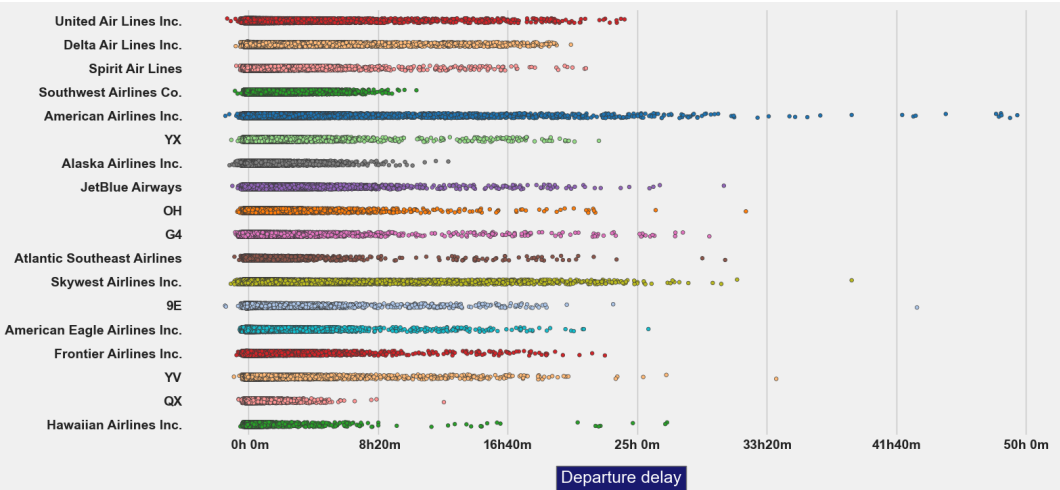 United Air Lines Inc.
Delta Air Lines Inc.
Spirit Air Lines
Southwest Airlines Co.
American Airlines Inc.
YX
Alaska Airlines Inc.
JetBlue Airways
OH
G4
Atlantic Southeast Airlines
Skywest Airlines Inc.
9E
American Eagle Airlines Inc.
Frontier Airlines Inc.
YV
QX
Hawaiian Airlines Inc.
0h 0m 8h20m 16h40m 25h 0m 33h20m 41h40m 50h 0m
Departure delay